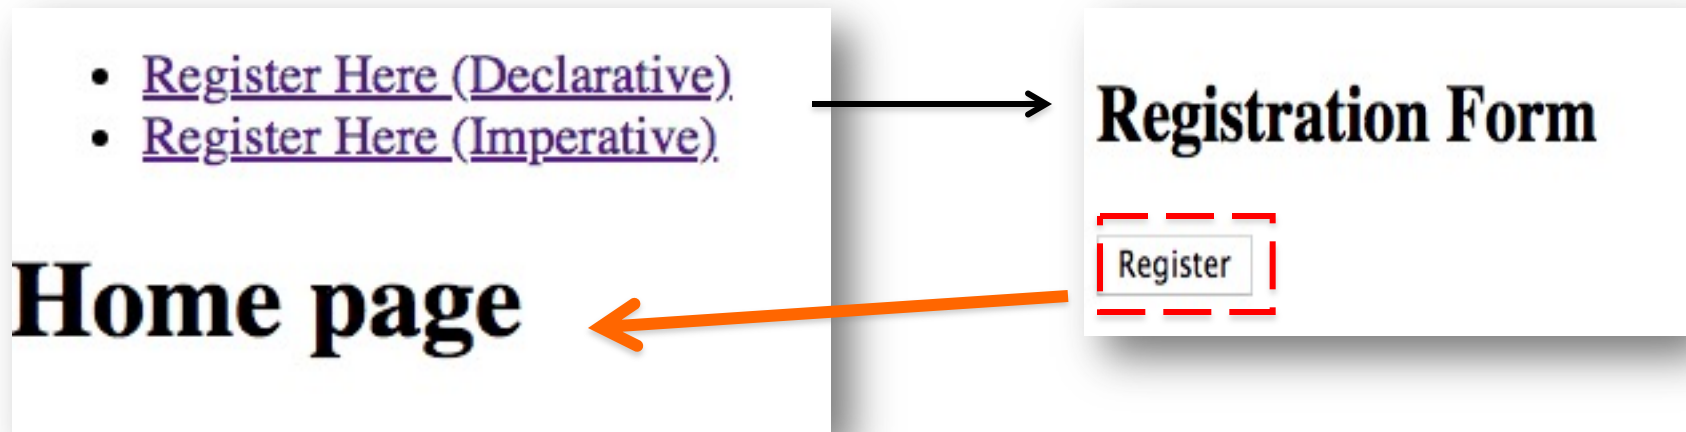 Register Here (Declarative)
Register Here (Imperative)
Home page
Registration Form
Register